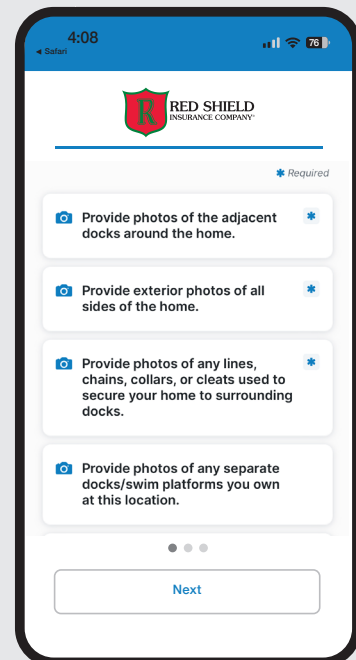 4:08
◀ Safari
76
R
RED SHIELD
INSURANCE COMPANY®
* Required
Provide photos of the adjacent *
docks around the home.
Provide exterior photos of all *
sides of the home.
Provide photos of any lines, *
chains, collars, or cleats used to
secure your home to surrounding
docks.
Provide photos of any separate
docks/swim platforms you own
at this location.
Next